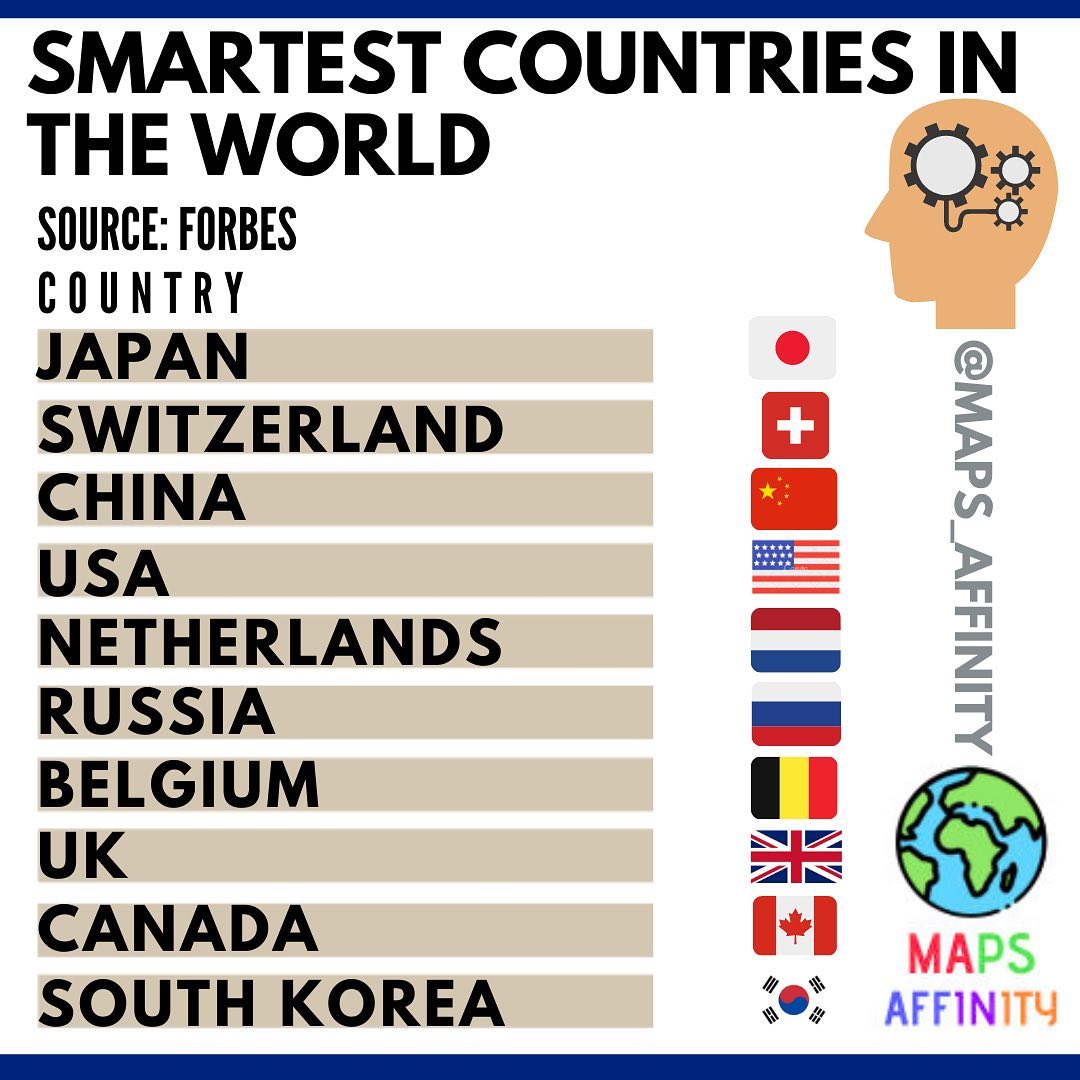 SMARTEST COUNTRIES IN
THE WORLD
SOURCE: FORBES
COUNTRY
JAPAN
SWITZERLAND
CHINA
USA
NETHERLANDS
RUSSIA
BELGIUM
UK
CANADA
SOUTH KOREA
@MAPS_AFFINITY
MAPS
AFFINITY